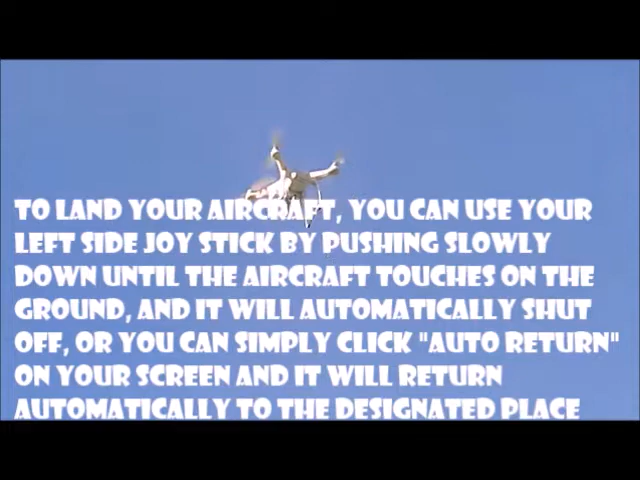 TO LAND YOUR AIRCRAFT, YOU CAN USE YOUR
LEFT SIDE JOY STICK BY PUSHING SLOWLY
DOWN UNTIL THE AIRCRAFT TOUCHES ON THE
GROUND, AND IT WILL AUTOMATICALLY SHUT
OFF, OR YOU CAN SIMPLY CLICK "AUTO RETURN"
ON YOUR SCREEN AND IT WILL RETURN
AUTOMATICALLY TO THE DESIGNATED PLACE